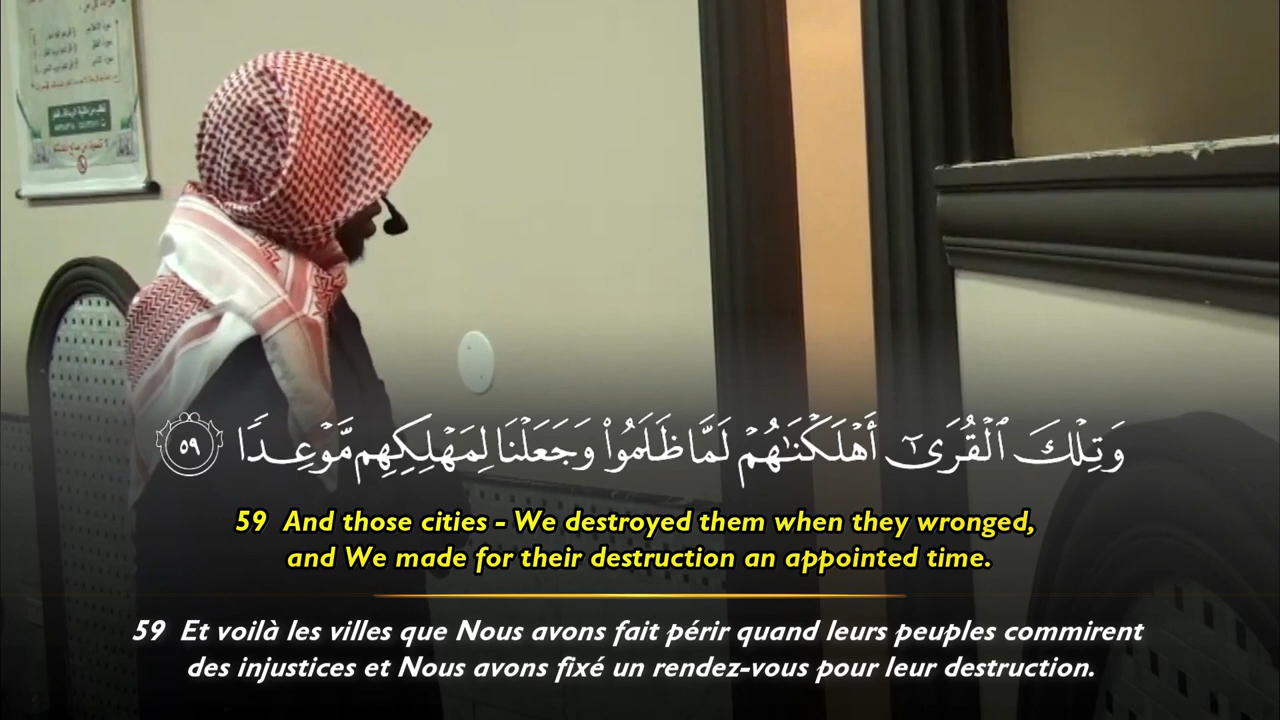 وَتِلْكَ ٱلْقُرَىٰٓ أَهْلَكْنَـٰهُمْ لَمَّا ظَلَمُوا۟ وَجَعَلْنَا لِمَهْلِكِهِم مَّوْعِدًا ٥٩
59 And those cities - We destroyed them when they wronged,
and We made for their destruction an appointed time.
59 Et voilà les villes que Nous avons fait périr quand leurs peuples commirent
des injustices et Nous avons fixé un rendez-vous pour leur destruction.